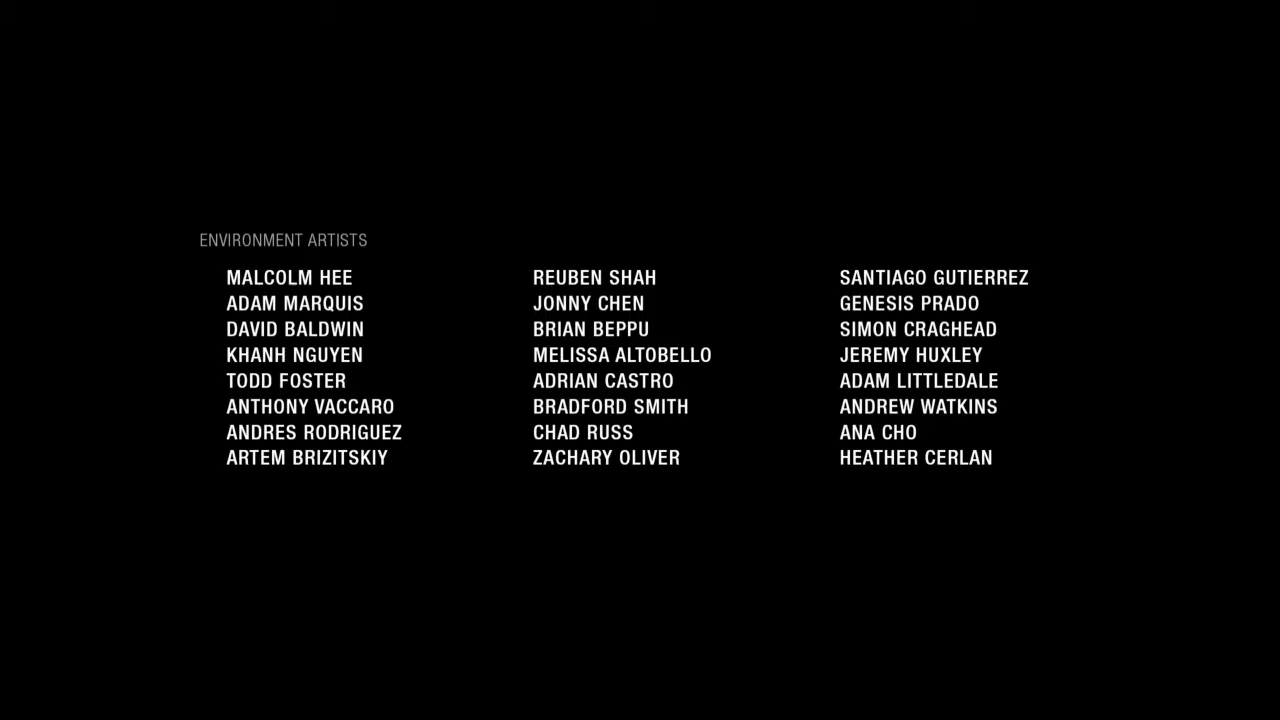 ENVIRONMENT ARTISTS
MALCOLM HEE
ADAM MARQUIS
DAVID BALDWIN
KHANH NGUYEN
TODD FOSTER
ANTHONY VACCARO
ANDRES RODRIGUEZ
ARTEM BRIZITSKIY
REUBEN SHAH
JONNY CHEN
BRIAN BEPPU
MELISSA ALTOBELLO
ADRIAN CASTRO
BRADFORD SMITH
CHAD RUSS
ZACHARY OLIVER
SANTIAGO GUTIERREZ
GENESIS PRADO
SIMON CRAGHEAD
JEREMY HUXLEY
ADAM LITTLEDALE
ANDREW WATKINS
ANA CHO
HEATHER CERLAN